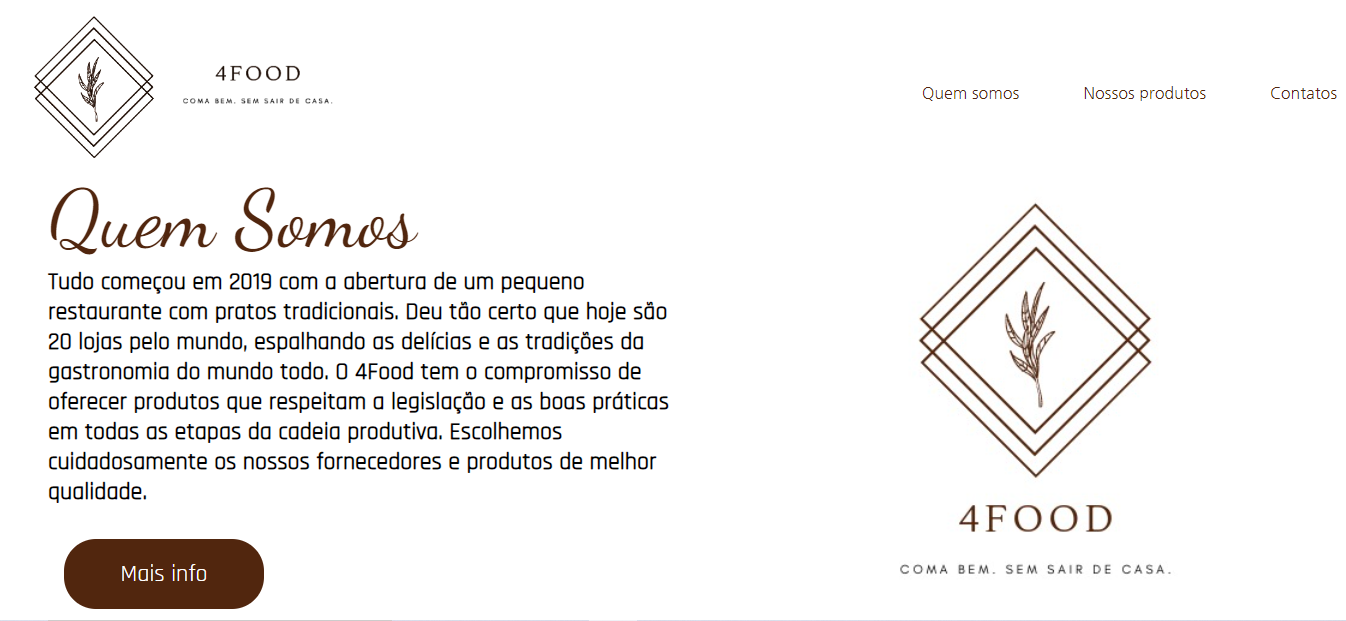 4FOOD
COMA BEM. SEM SAIR DE CASA.
Quem somos
Nossos produtos
Contatos
Quem Somos
Tudo começou em 2019 com a abertura de um pequeno
restaurante com pratos tradicionais. Deu tão certo que hoje são
20 lojas pelo mundo, espalhando as delícias e as tradições da
gastronomia do mundo todo. O 4Food tem o compromisso de
oferecer produtos que respeitam a legislação e as boas práticas
em todas as etapas da cadeia produtiva. Escolhemos
cuidadosamente os nossos fornecedores e produtos de melhor
qualidade.
Mais info
4FOOD
COMA BEM. SEM SAIR DE CASA.